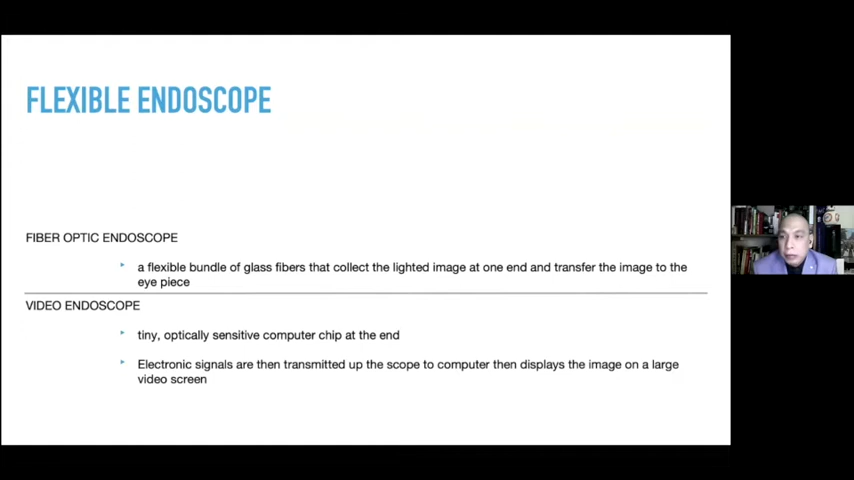 FLEXIBLE ENDOSCOPE
FIBER OPTIC ENDOSCOPE
a flexible bundle of glass fibers that collect the lighted image at one end and transfer the image to the
eye piece
VIDEO ENDOSCOPE
tiny, optically sensitive computer chip at the end
Electronic signals are then transmitted up the scope to computer then displays the image on a large
video screen